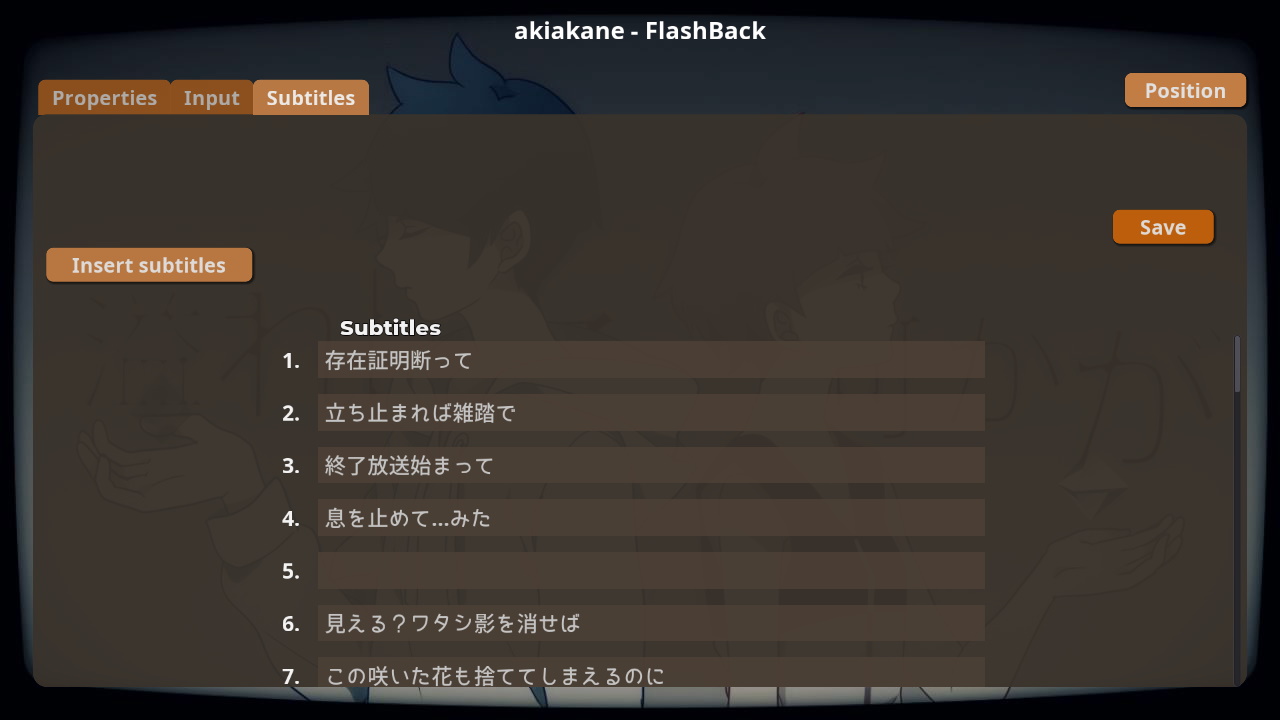 akiakane - FlashBack
Properties
Input
Subtitles
Position
Save
Insert subtitles
Subtitles
1. 存在証明断って
2. 立ち止まれば雑踏で
3. 終了放送始まって
4. 息を止めて...みた
5.
6. 見える？ワタシ影を消せば
7. この咲いた花も捨ててしまえるのに